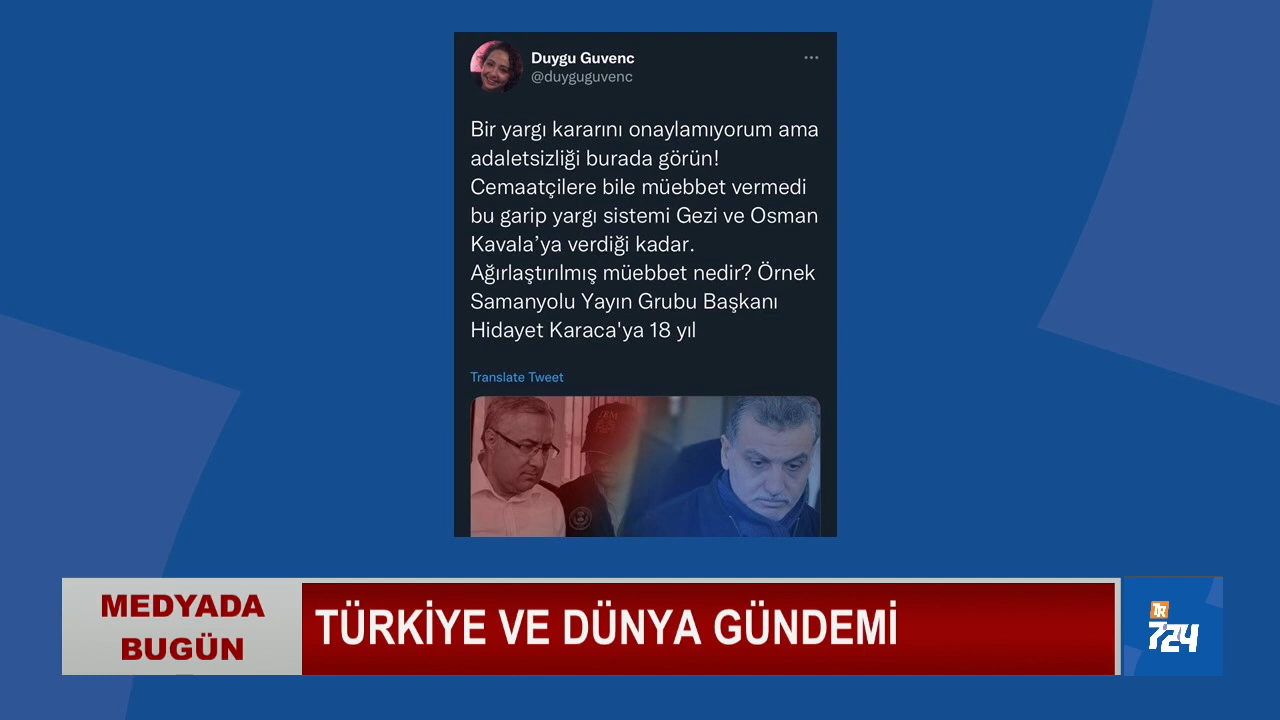 Duygu Guvenc
@duyguguvenc
Bir yargı kararını onaylamıyorum ama
adaletsizliği burada görün!
Cemaatçilere bile müebbet vermedi
bu garip yargı sistemi Gezi ve Osman
Kavala’ya verdiği kadar.
Ağırlaştırılmış müebbet nedir? Örnek
Samanyolu Yayın Grubu Başkanı
Hidayet Karaca'ya 18 yıl
Translate Tweet
MEDYADA
BUGÜN
TÜRKİYE VE DÜNYA GÜNDEMİ
TR
724